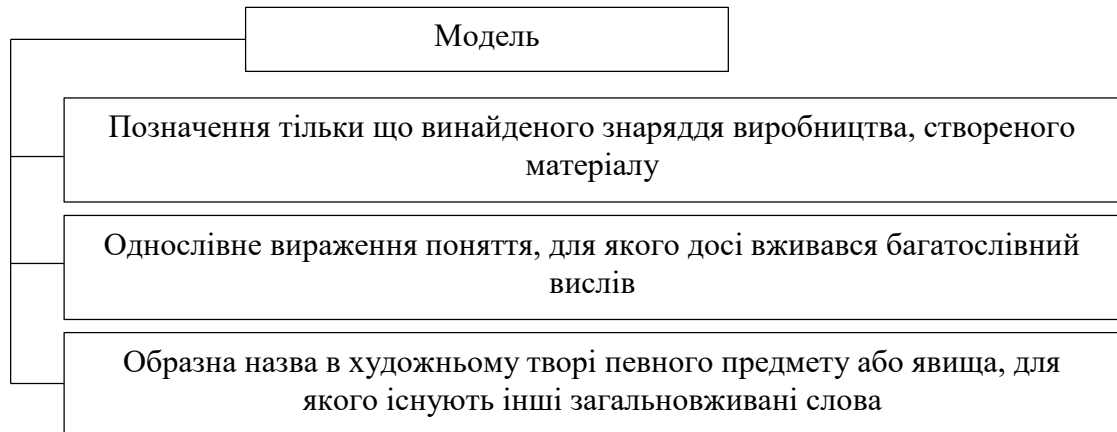 Модель
Позначення тільки що винайденого знаряддя виробництва, створеного
матеріалу
Однослівне вираження поняття, для якого досі вживався багатослівний
вислів
Образна назва в художньому творі певного предмету або явища, для
якого існують інші загальновживані слова